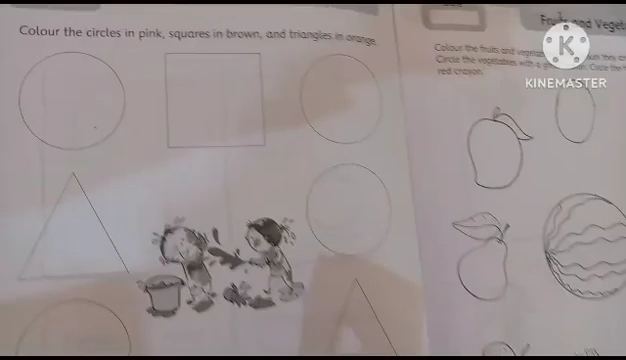 Colour the circles in pink, squares in brown, and triangles in orange.
Fruits and Veget
Colour the fruits and vegeta
Circle the vegetables with a g
red crayon.
K
KINEMASTER